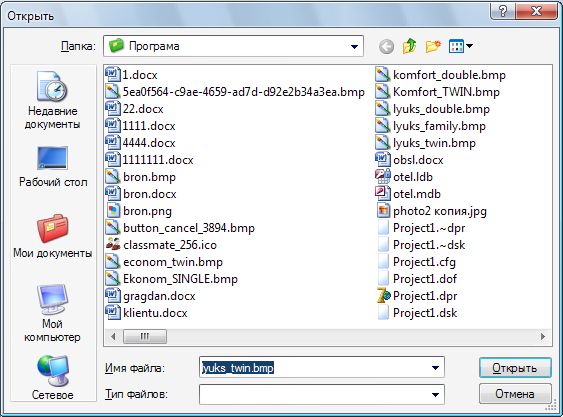 Открыть
Папка:
Програма
Недавние
документы
Рабочий стол
Мои документы
Мой
компьютер
Сетевое
1.docx
5ea0f564-c9ae-4659-ad7d-d92e2b34a3ea.bmp
22.docx
1111.docx
4444.docx
1111111.docx
bron.bmp
bron.docx
bron.png
button_cancel_3894.bmp
classmate_256.ico
econom_twin.bmp
Ekonom_SINGLE.bmp
gragdan.docx
klientu.docx
komfort_double.bmp
Komfort_TWIN.bmp
lyuks_double.bmp
lyuks_family.bmp
lyuks_twin.bmp
obsl.docx
otel.ldb
otel.mdb
photo2 копия.jpg
Project1.~dpr
Project1.~dsk
Project1.cfg
Project1.dof
Project1.dpr
Project1.dsk
Имя файла:
lyuks_twin.bmp
Открыть
Тип файлов:
Отмена